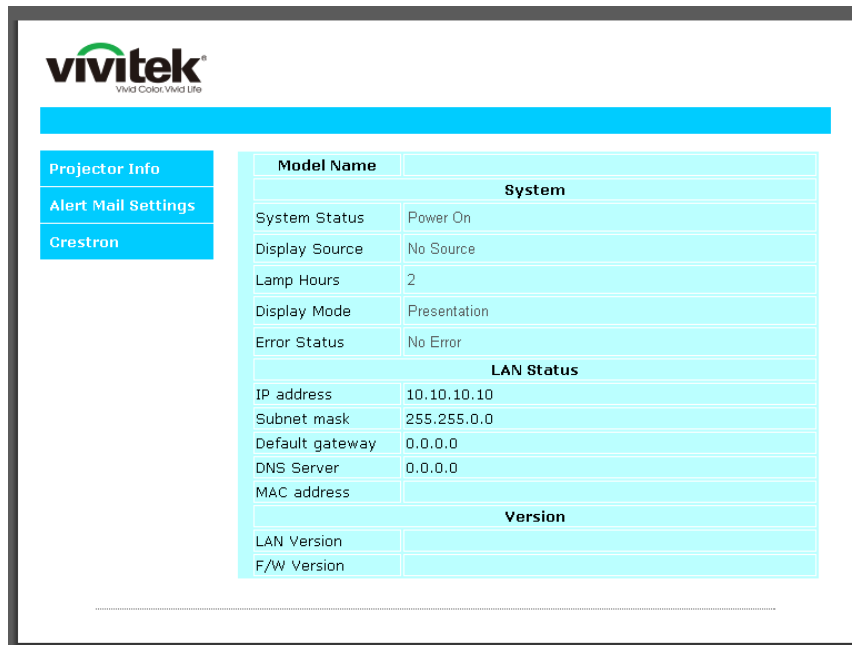 vivitek®
Vivid Color. Vivid Life
Projector Info
Alert Mail Settings
Crestron
Model Name
System
System Status Power On
Display Source No Source
Lamp Hours 2
Display Mode Presentation
Error Status No Error
LAN Status
IP address 10.10.10.10
Subnet mask 255.255.0.0
Default gateway 0.0.0.0
DNS Server 0.0.0.0
MAC address
Version
LAN Version
F/W Version